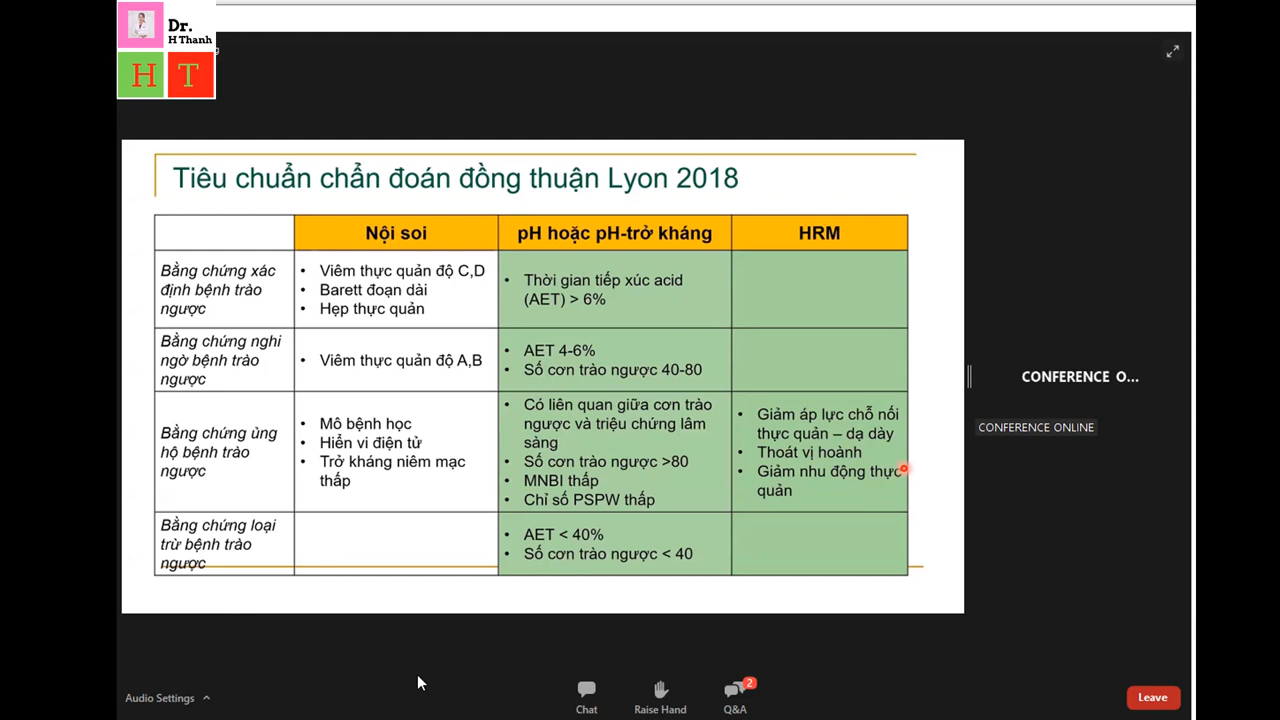 Dr.
H Thanh
H T
Tiêu chuẩn chẩn đoán đồng thuận Lyon 2018
Nội soi
pH hoặc pH-trở kháng
HRM
Bằng chứng xác
định bệnh trào
ngược
• Viêm thực quản độ C,D
• Barett đoạn dài
• Hẹp thực quản
• Thời gian tiếp xúc acid
(AET) > 6%
Bằng chứng nghi
ngờ bệnh trào
ngược
• Viêm thực quản độ A,B
• AET 4-6%
• Số cơn trào ngược 40-80
Bằng chứng ủng
hộ bệnh trào
ngược
• Mô bệnh học
• Hiển vi điện tử
• Trở kháng niêm mạc
thấp
• Có liên quan giữa cơn trào
ngược và triệu chứng lâm
sàng
• Số cơn trào ngược >80
• MNBI thấp
• Chỉ số PSPW thấp
• Giảm áp lực chỗ nối
thực quản – dạ dày
• Thoát vị hoành
• Giảm nhu động thực
quản
Bằng chứng loại
trừ bệnh trào
ngược
• AET < 40%
• Số cơn trào ngược < 40
CONFERENCE O...
CONFERENCE ONLINE
Audio Settings
Chat
Raise Hand
2
Q&A
Leave